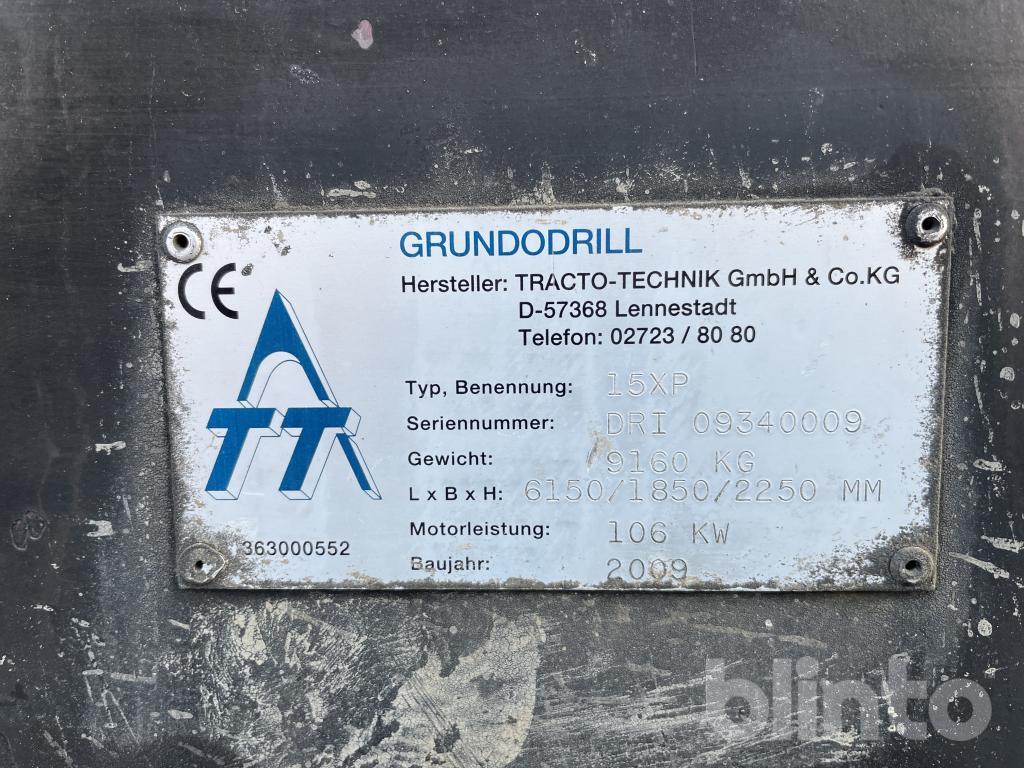 GRUNDODRILL
CE
Hersteller: TRACTO-TECHNIK GmbH & Co.KG
D-57368 Lennestadt
Telefon: 02723 / 80 80
TT
Typ, Benennung: 15XP
Seriennummer: DRI 09340009
Gewicht: 9160 KG
L x B x H: 6150/1850/2250 MM
Motorleistung: 106 KW
363000552
Baujahr: 2009
blinto